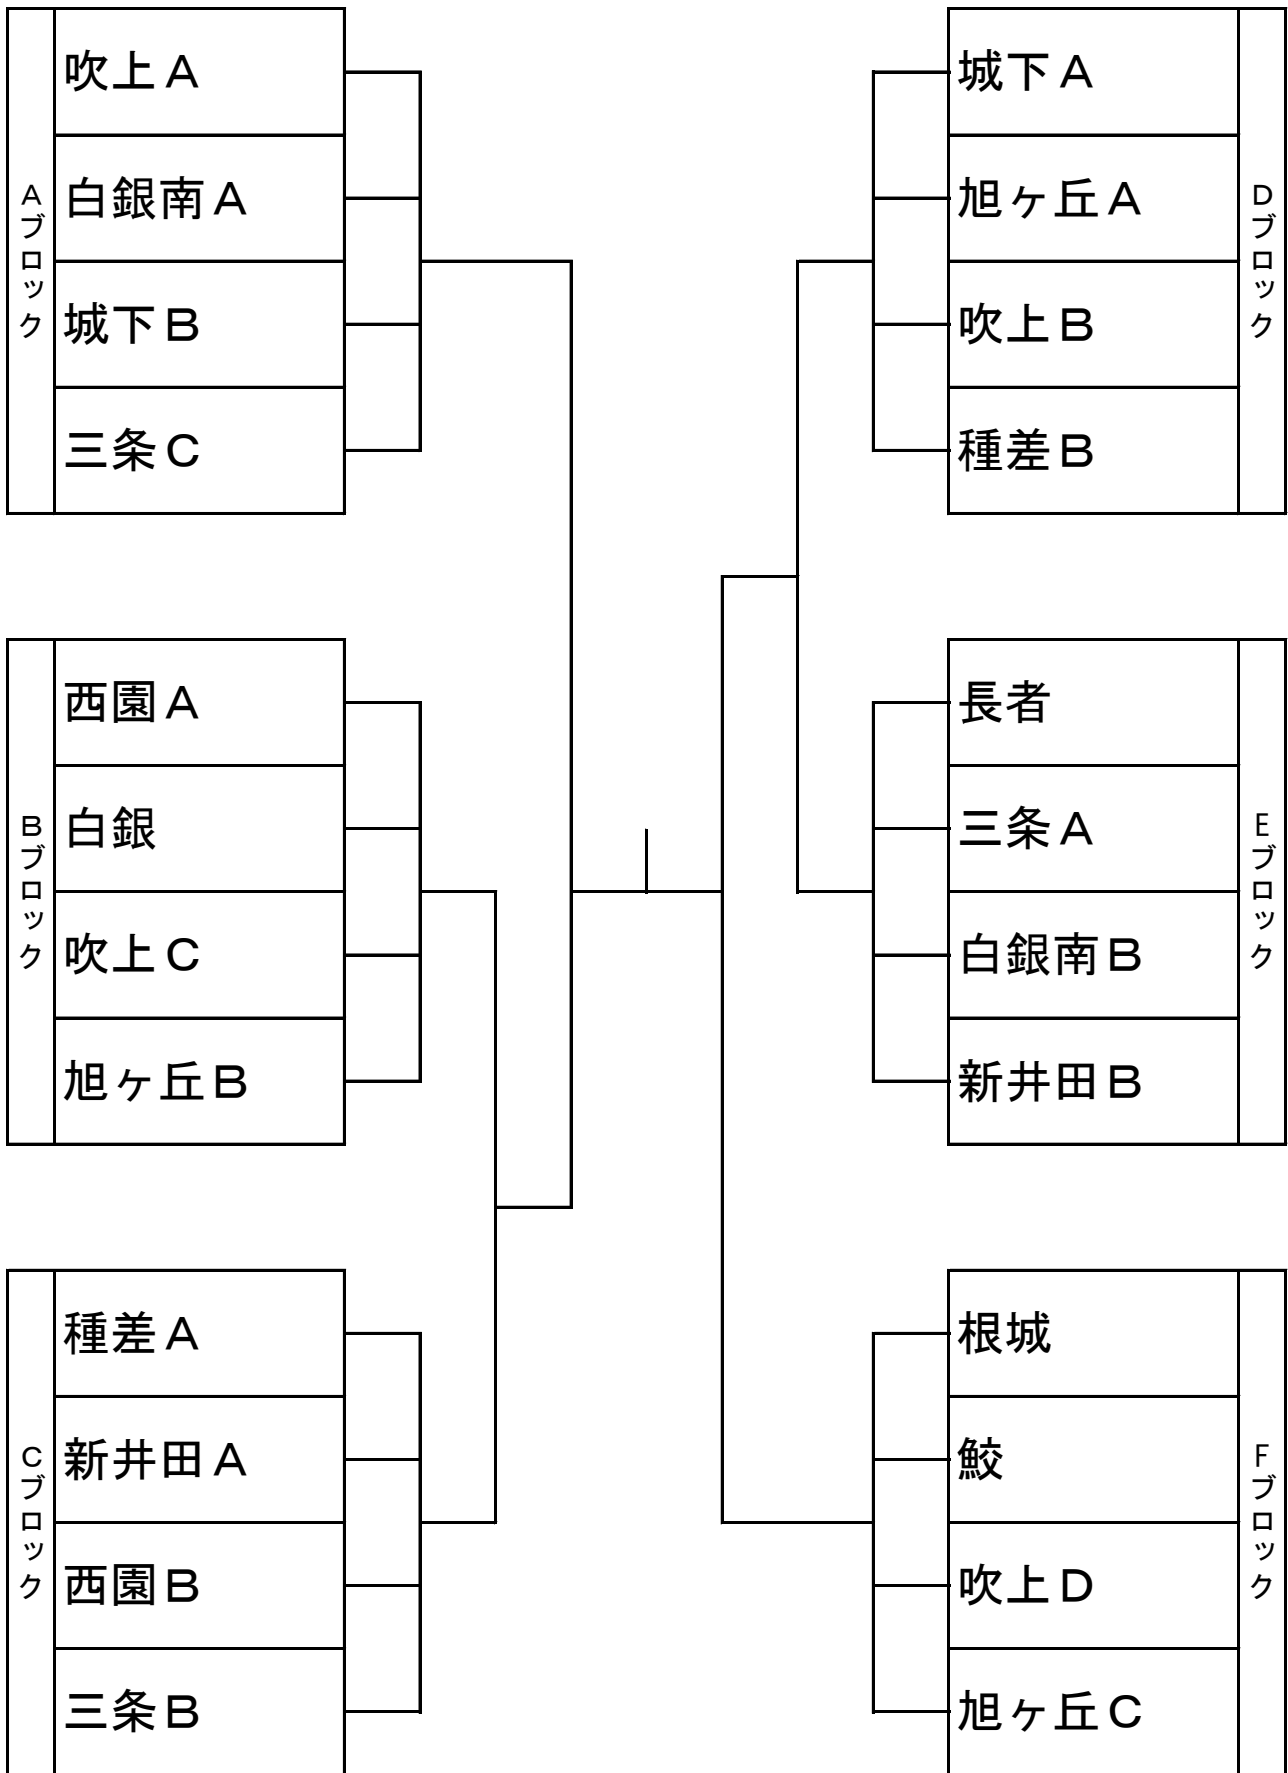 Aブロック
吹上A
白銀南A
城下B
三条C
Bブロック
西園A
白銀
吹上C
旭ヶ丘B
Cブロック
種差A
新井田A
西園B
三条B
Dブロック
城下A
旭ヶ丘A
吹上B
種差B
Eブロック
長者
三条A
白銀南B
新井田B
Fブロック
根城
鮫
吹上D
旭ヶ丘C